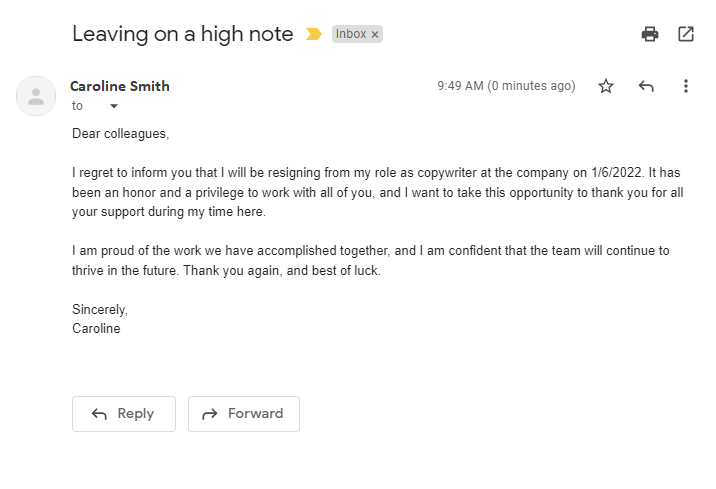 Leaving on a high note Inbox ×
Caroline Smith 9:49 AM (0 minutes ago)
to
Dear colleagues,
I regret to inform you that I will be resigning from my role as copywriter at the company on 1/6/2022. It has
been an honor and a privilege to work with all of you, and I want to take this opportunity to thank you for all
your support during my time here.
I am proud of the work we have accomplished together, and I am confident that the team will continue to
thrive in the future. Thank you again, and best of luck.
Sincerely,
Caroline
Reply Forward